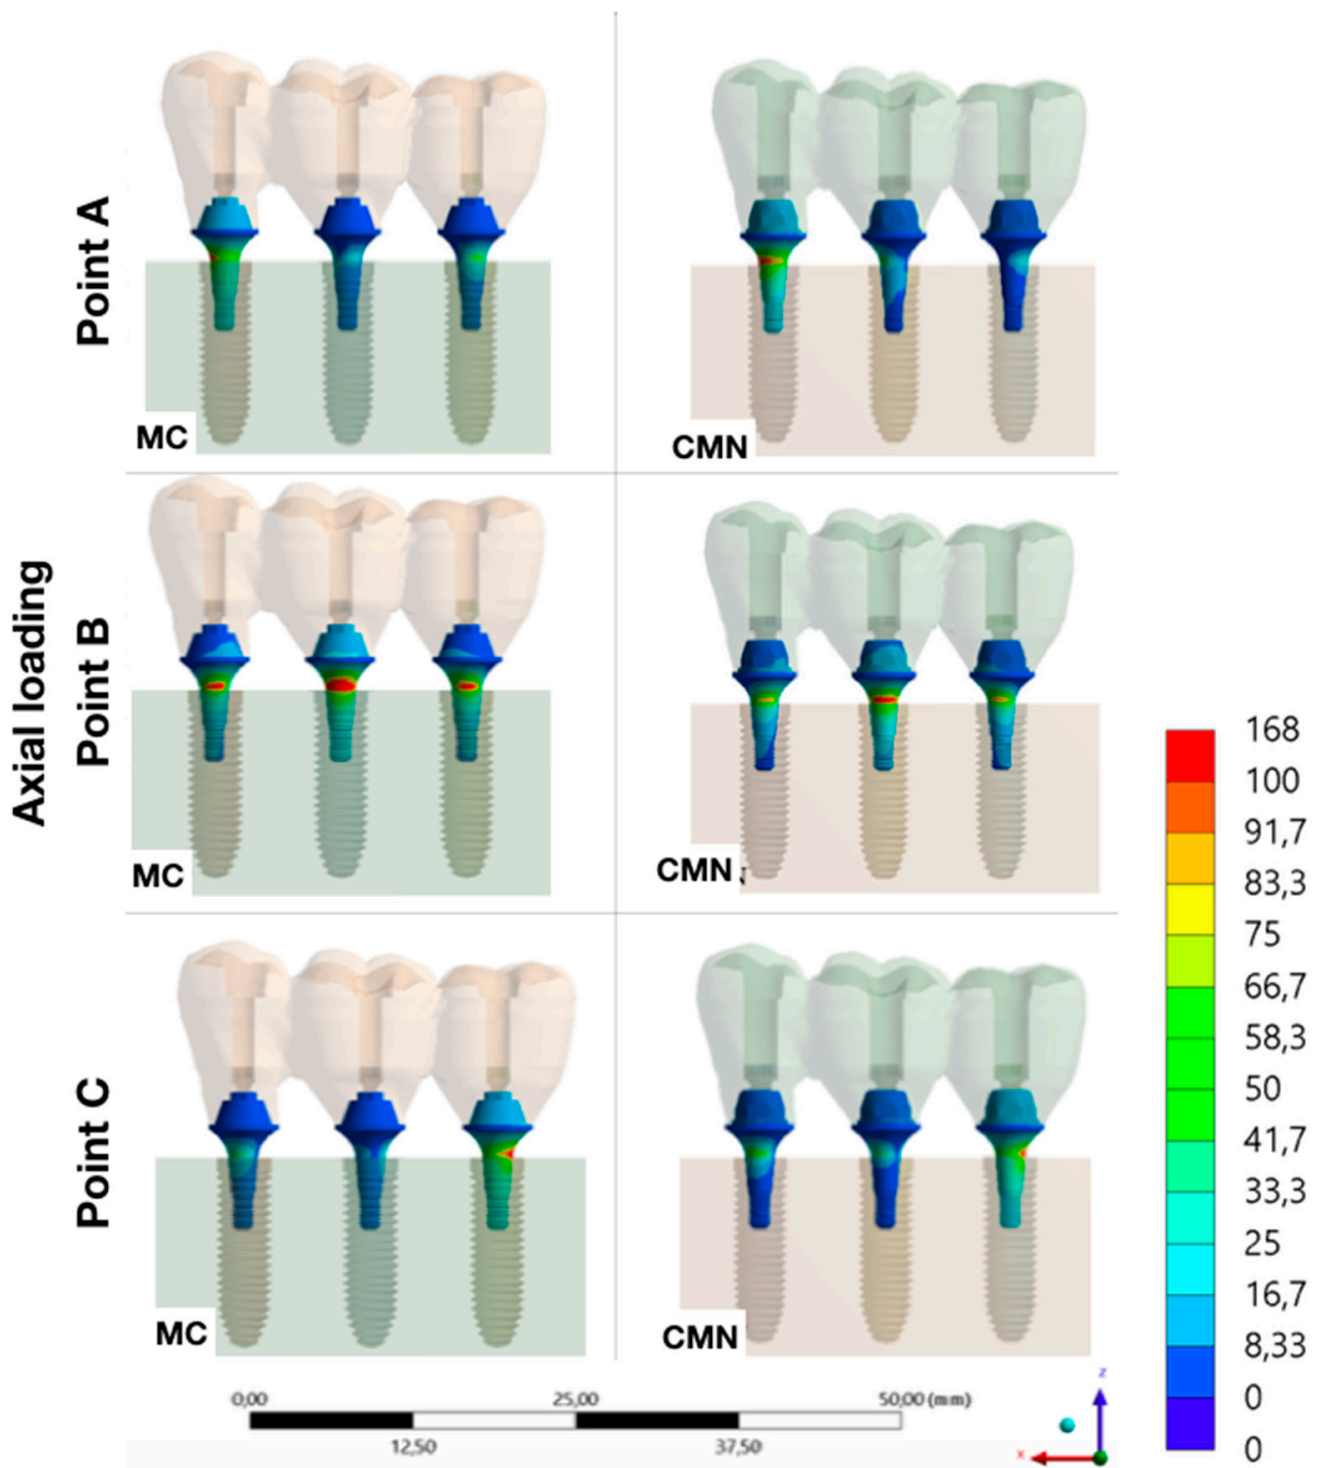 Axial loading
Point A
MC
CMN
Point B
MC
CMN
Point C
MC
CMN
168
100
91,7
83,3
75
66,7
58,3
50
41,7
33,3
25
16,7
8,33
0
0
0,00 25,00 50,00 (mm)
12,50 37,50
z
x